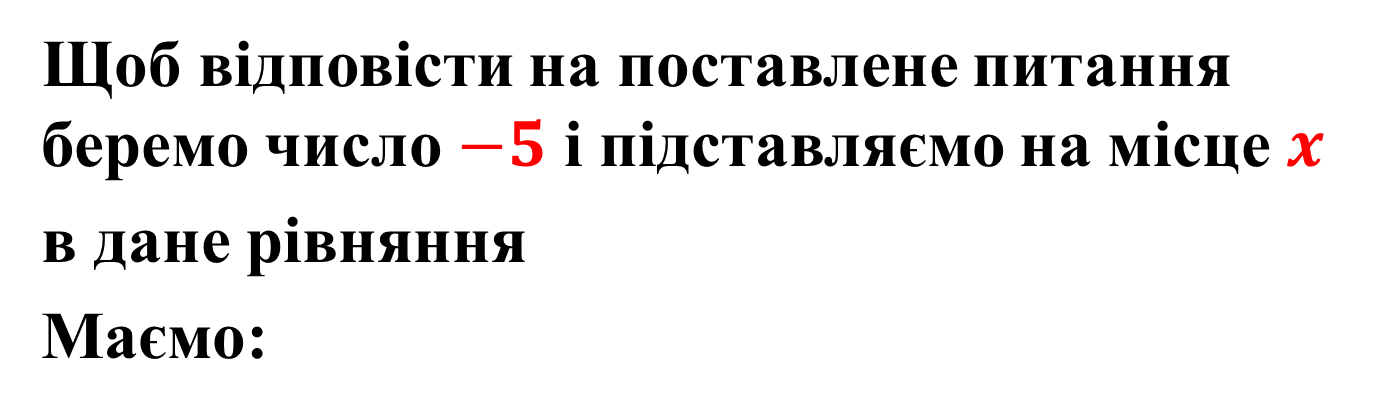 Щоб відповісти на поставлене питання
беремо число −5 і підставляємо на місце x
в дане рівняння
Маємо: